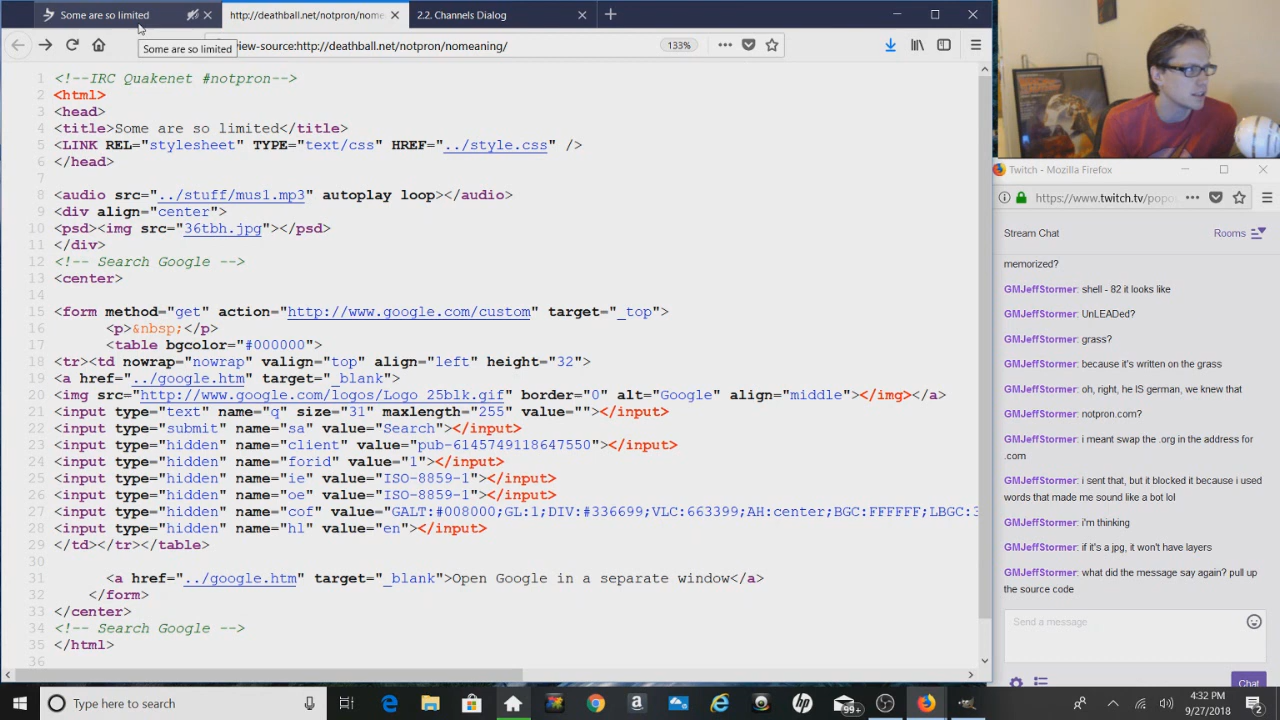 Some are so limited
http://deathball.net/notpron/nome
2.2. Channels Dialog
Some are so limited
view-source:http://deathball.net/notpron/nomeaning/
133%
1 <!--IRC Quakenet #notpron-->
2 <html>
3 <head>
4 <title>Some are so limited</title>
5 <LINK REL="stylesheet" TYPE="text/css" HREF="../style.css" />
6 </head>
7
8 <audio src="../stuff/mus1.mp3" autoplay loop></audio>
9 <div align="center">
10 <psd><img src="36tbh.jpg"></psd>
11 </div>
12 <!-- Search Google -->
13 <center>
14
15 <form method="get" action="http://www.google.com/custom" target="_top">
16 <p>&nbsp;</p>
17 <table bgcolor="#000000">
18 <tr><td nowrap="nowrap" valign="top" align="left" height="32">
19 <a href="../google.htm" target="_blank">
20 <img src="http://www.google.com/logos/Logo_25blk.gif" border="0" alt="Google" align="middle"></img></a>
21 <input type="text" name="q" size="31" maxlength="255" value=""></input>
22 <input type="submit" name="sa" value="Search"></input>
23 <input type="hidden" name="client" value="pub-6145749118647550"></input>
24 <input type="hidden" name="forid" value="1"></input>
25 <input type="hidden" name="ie" value="ISO-8859-1"></input>
26 <input type="hidden" name="oe" value="ISO-8859-1"></input>
27 <input type="hidden" name="cof" value="GALT:#008000;GL:1;DIV:#336699;VLC:663399;AH:center;BGC:FFFFFF;LBGC:3
28 <input type="hidden" name="hl" value="en"></input>
29 </td></tr></table>
30
31 <a href="../google.htm" target="_blank">Open Google in a separate window</a>
32 </form>
33 </center>
34 <!-- Search Google -->
35 </html>
36
Twitch - Mozilla Firefox
https://www.twitch.tv/popo
Stream Chat
Rooms
memorized?
GMJeffStormer: shell - 82 it looks like
GMJeffStormer: UnLEADed?
GMJeffStormer: grass?
GMJeffStormer: because it's written on the grass
GMJeffStormer: oh, right, he IS german, we knew that
GMJeffStormer: notpron.com?
GMJeffStormer: i meant swap the .org in the address for
.com
GMJeffStormer: i sent that, but it blocked it because i used
words that made me sound like a bot lol
GMJeffStormer: i'm thinking
GMJeffStormer: if it's a jpg, it won't have layers
GMJeffStormer: what did the message say again? pull up
the source code
Send a message
Chat
Type here to search
99+
4:32 PM
9/27/2018
2